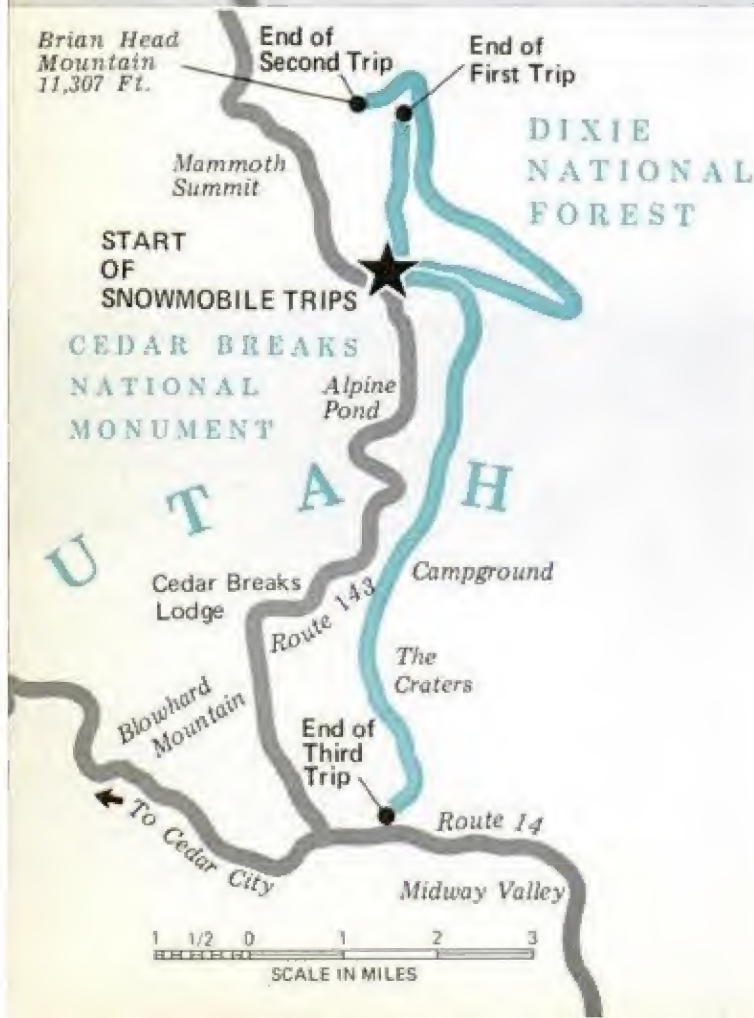 Brian Head
Mountain
11,307 Ft.
End of
Second Trip
End of
First Trip
DIXIE
NATIONAL
FOREST
Mammoth
Summit
START
OF
SNOWMOBILE TRIPS
CEDAR BREAKS
NATIONAL
MONUMENT
Alpine
Pond
UTAH
Cedar Breaks
Lodge
Route 143
Campground
The
Craters
Blowhard
Mountain
End of
Third
Trip
To Cedar City
Route 14
Midway Valley
1 1/2 0 1 2 3
SCALE IN MILES